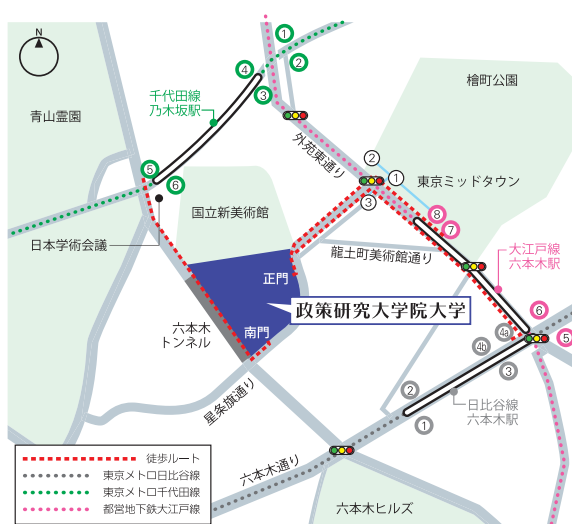 N
①
②
④
③
檜町公園
千代田線
乃木坂駅
青山霊園
外苑東通り
②
①
⑤
⑥
③
東京ミッドタウン
国立新美術館
⑧
⑦
日本学術会議
龍土町美術館通り
大江戸線
六本木駅
正門
政策研究大学院大学
六本木
トンネル
南門
⑥
⑤
4a
4b
③
星条旗通り
②
①
日比谷線
六本木駅
六本木通り
六本木ヒルズ
徒歩ルート
東京メトロ日比谷線
東京メトロ千代田線
都営地下鉄大江戸線